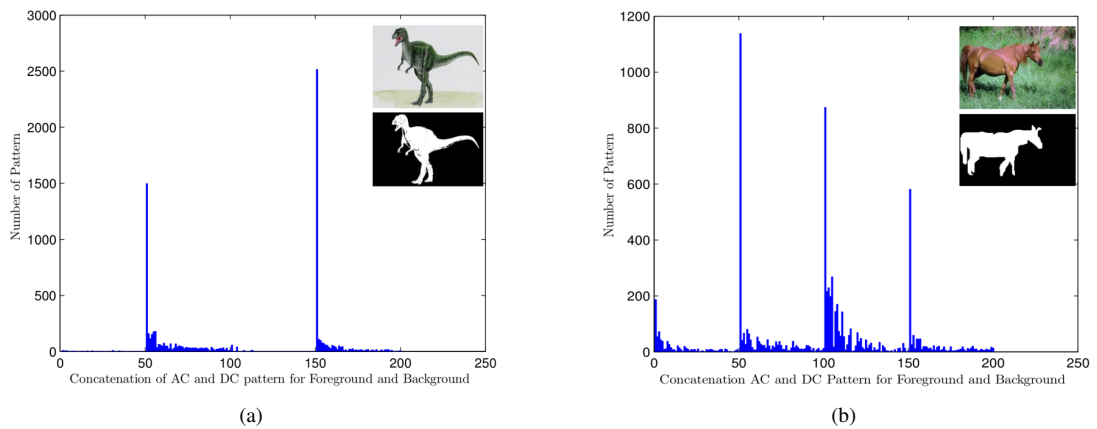 3000
2500
2000
1500
1000
500
0
Number of Pattern
0 50 100 150 200 250
Concatenation of AC and DC pattern for Foreground and Background
(a)
1200
1000
800
600
400
200
0
Number of Pattern
0 50 100 150 200 250
Concatenation AC and DC Pattern for Foreground and Background
(b)